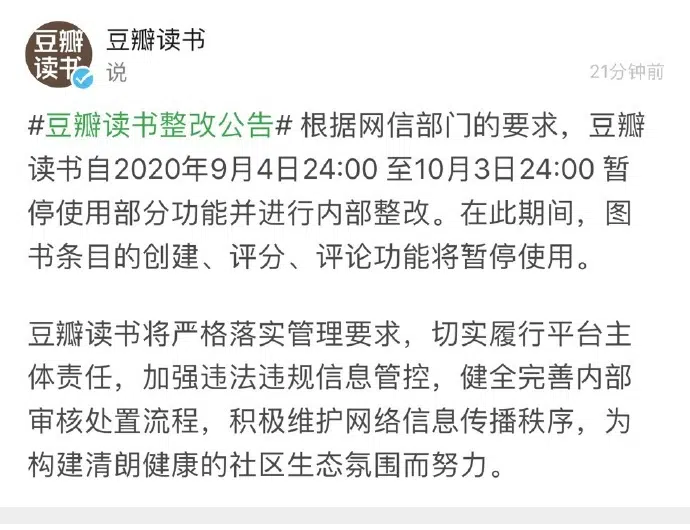 豆瓣
读书
豆瓣读书
说
21分钟前
#豆瓣读书整改公告# 根据网信部门的要求，豆瓣
读书自2020年9月4日24:00 至10月3日24:00 暂
停使用部分功能并进行内部整改。在此期间，图
书条目的创建、评分、评论功能将暂停使用。
豆瓣读书将严格落实管理要求，切实履行平台主
体责任，加强违法违规信息管控，健全完善内部
审核处置流程，积极维护网络信息传播秩序，为
构建清朗健康的社区生态氛围而努力。